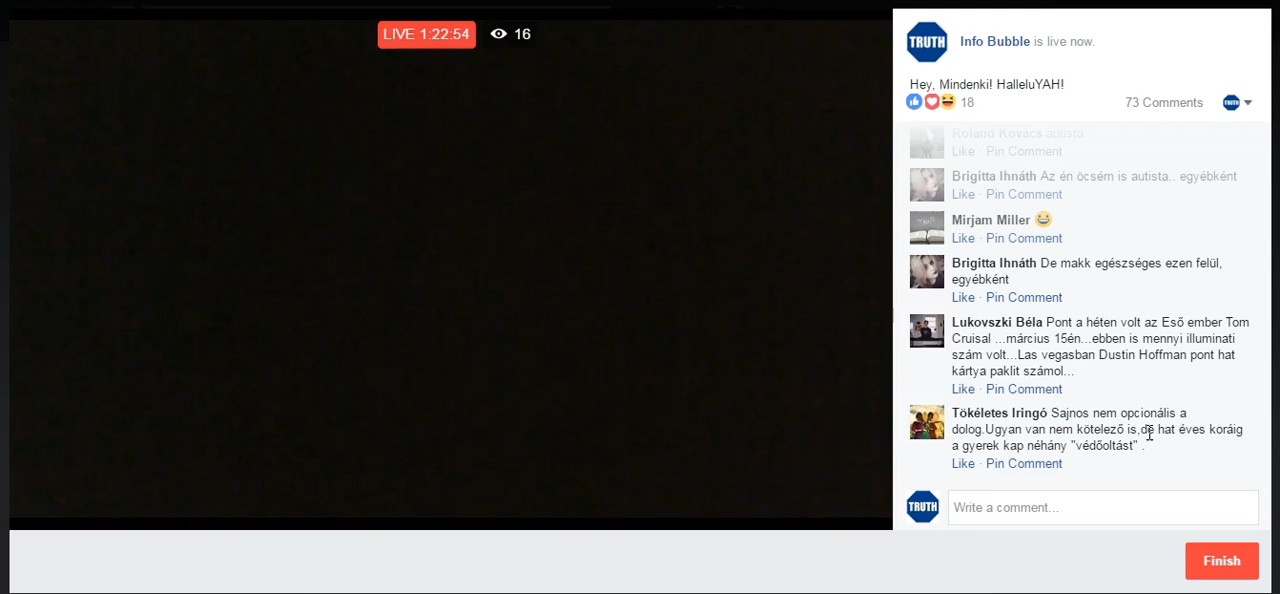 LIVE 1:22:54
16
TRUTH
Info Bubble is live now.
Hey, Mindenki! HalleluYAH!
18
73 Comments
TRUTH
Roland Kovacs autista
Like · Pin Comment
Brigitta Ihnáth Az én öcsém is autista.. egyébként
Like · Pin Comment
Mirjam Miller
Like · Pin Comment
Brigitta Ihnáth De makk egészséges ezen felül,
egyébként
Like · Pin Comment
Lukovszki Béla Pont a héten volt az Eső ember Tom
Cruisal ...március 15én...ebben is mennyi illuminati
szám volt...Las vegasban Dustin Hoffman pont hat
kártya paklit számol...
Like · Pin Comment
Tökéletes Iringó Sajnos nem opcionális a
dolog.Ugyan van nem kötelező is,de hat éves koráig
a gyerek kap néhány "védőoltást" .
Like · Pin Comment
TRUTH
Write a comment...
Finish